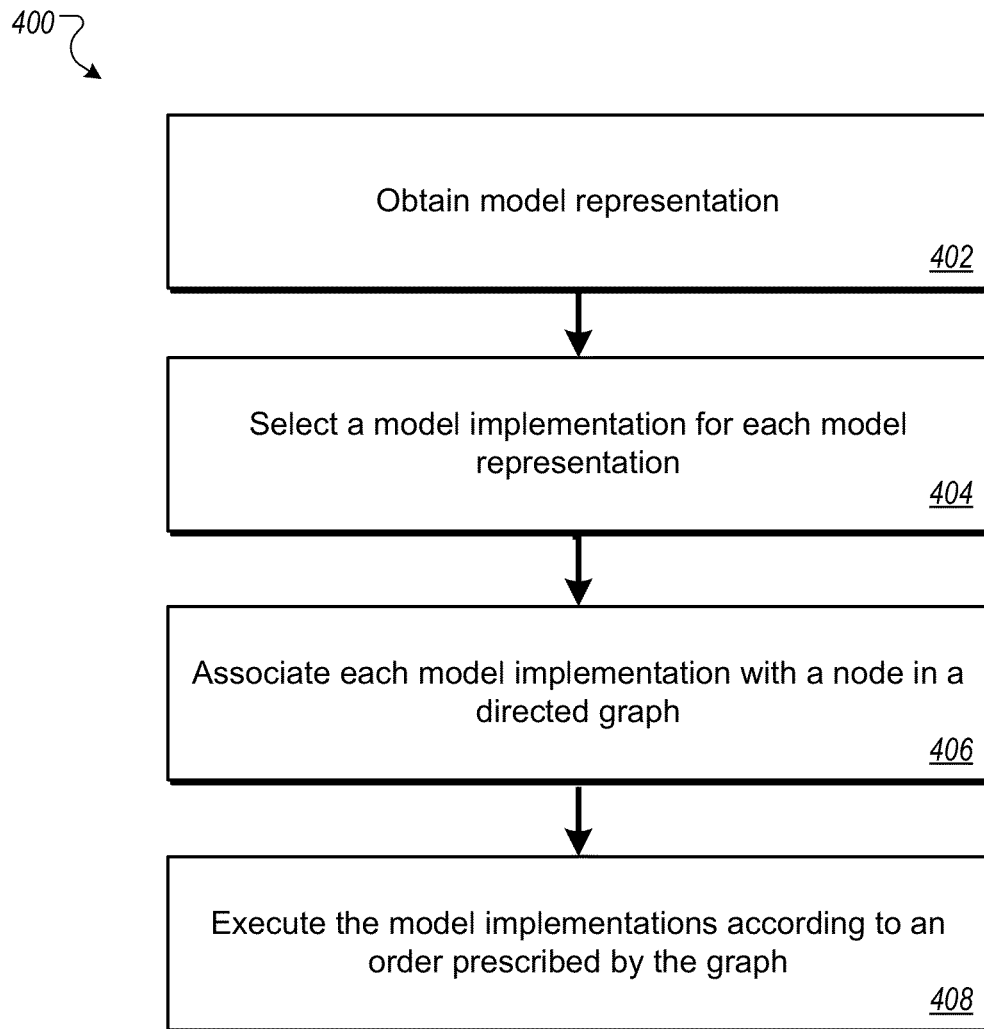 400
Obtain model representation
402
Select a model implementation for each model
representation
404
Associate each model implementation with a node in a
directed graph
406
Execute the model implementations according to an
order prescribed by the graph
408